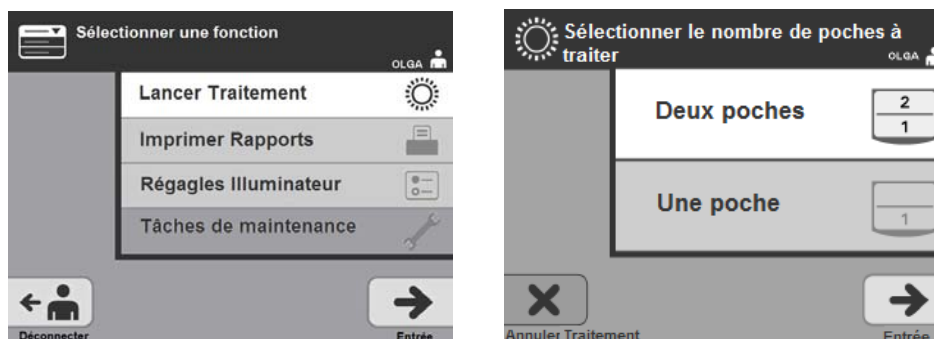 Sélectionner une fonction
OLGA
Lancer Traitement
Imprimer Rapports
Régagles Illuminateur
Tâches de maintenance
Déconnecter
Entrée
Sélectionner le nombre de poches à
traiter
OLGA
Deux poches
2
1
Une poche
1
Annuler Traitement
Entrée